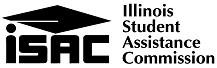 iSAC
Illinois
Student
Assistance
Commission